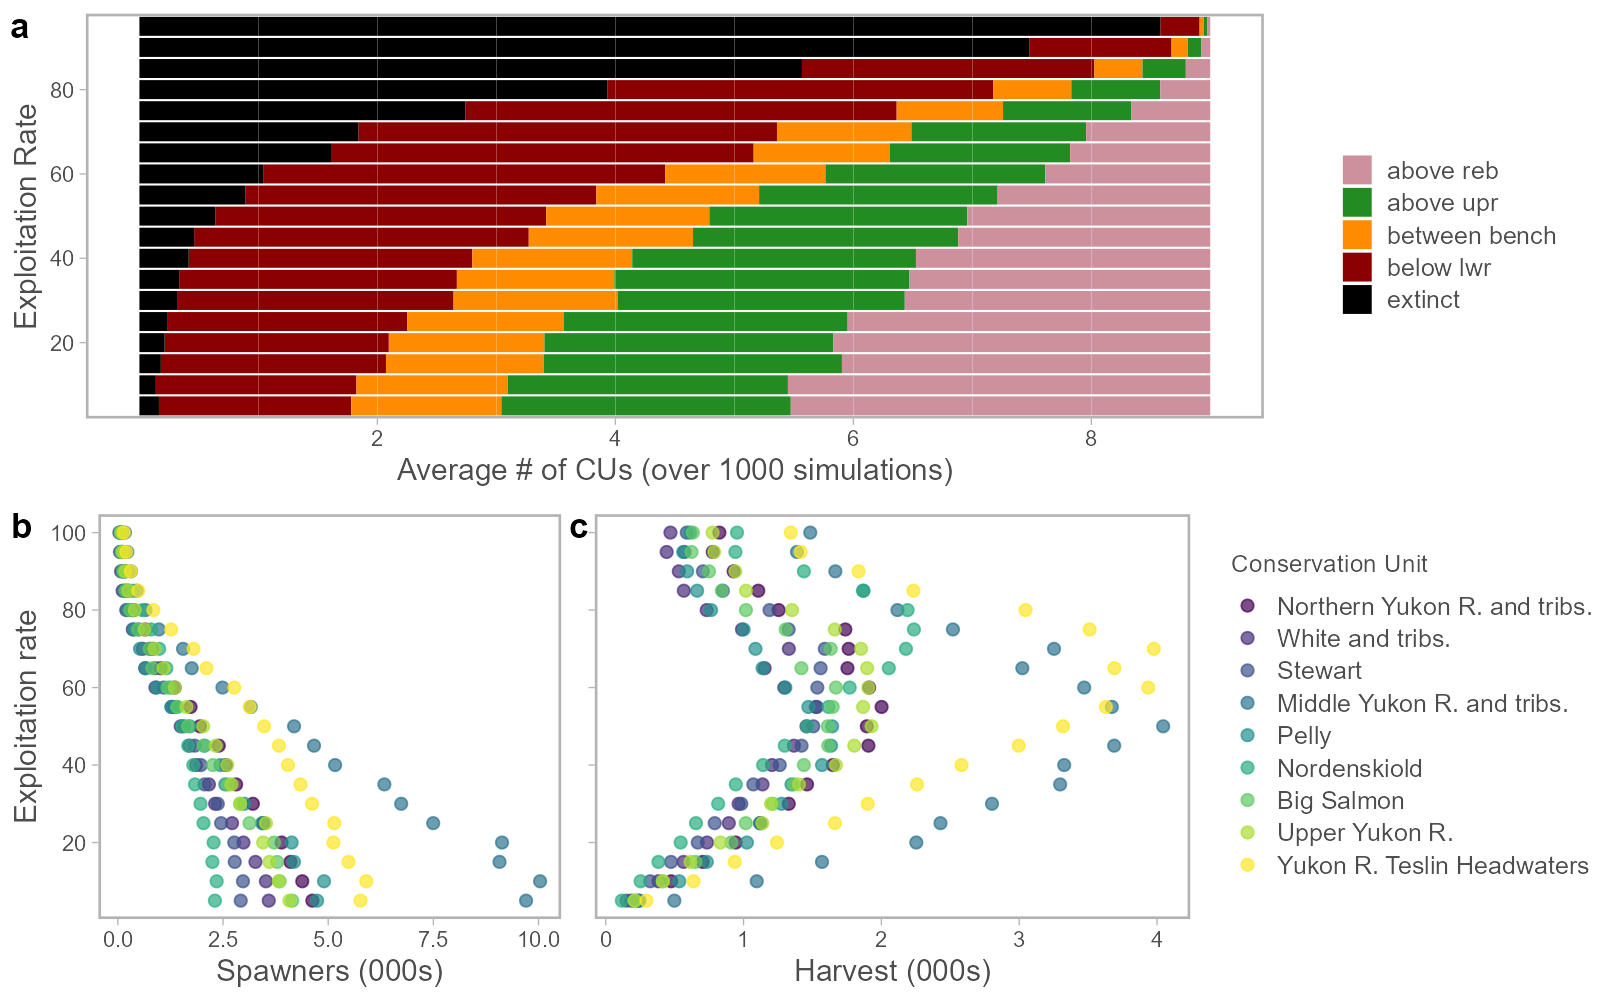 a
Exploitation Rate
80
60
40
20
2 4 6 8
Average # of CUs (over 1000 simulations)
above reb
above upr
between bench
below lwr
extinct
b
Exploitation rate
100
80
60
40
20
0.0 2.5 5.0 7.5 10.0
Spawners (000s)
c
0 1 2 3 4
Harvest (000s)
Conservation Unit
Northern Yukon R. and tribs.
White and tribs.
Stewart
Middle Yukon R. and tribs.
Pelly
Nordenskiold
Big Salmon
Upper Yukon R.
Yukon R. Teslin Headwaters